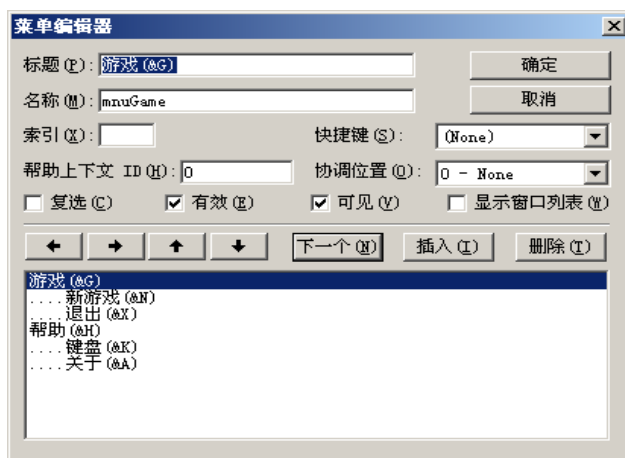 菜单编辑器
标题(P): 游戏(&G) 确定
名称(M): mnuGame 取消
索引(X): 快捷键(S): (None)
帮助上下文 ID(H): 0 协调位置(O): 0 - None
复选(C) 有效(E) 可见(V) 显示窗口列表(W)
下一个(N) 插入(I) 删除(T)
游戏(&G)
....新游戏(&N)
....退出(&X)
帮助(&H)
....键盘(&K)
....关于(&A)